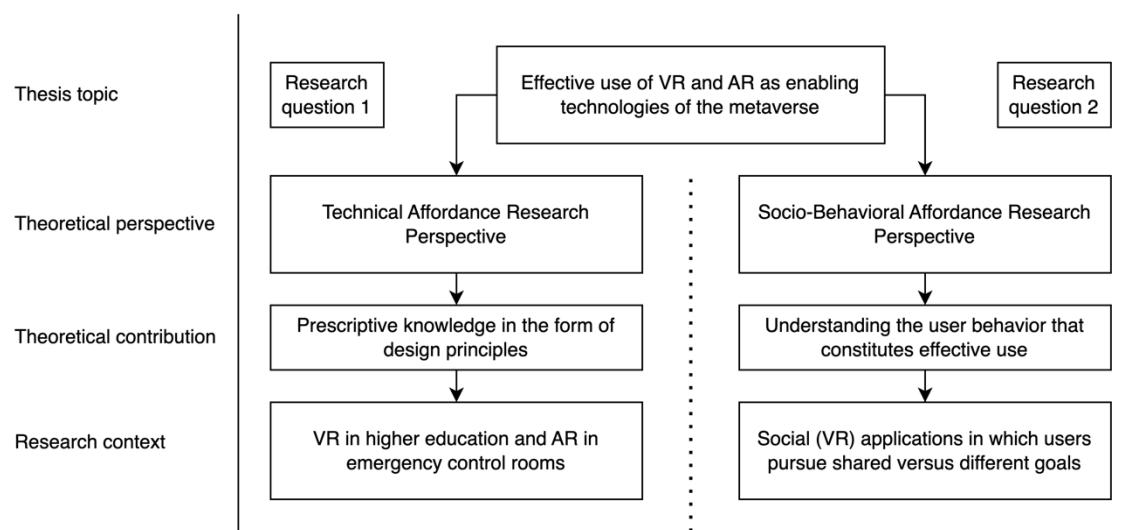 Thesis topic
Research
question 1
Effective use of VR and AR as enabling
technologies of the metaverse
Research
question 2
Theoretical perspective
Technical Affordance Research
Perspective
Socio-Behavioral Affordance Research
Perspective
Theoretical contribution
Prescriptive knowledge in the form of
design principles
Understanding the user behavior that
constitutes effective use
Research context
VR in higher education and AR in
emergency control rooms
Social (VR) applications in which users
pursue shared versus different goals